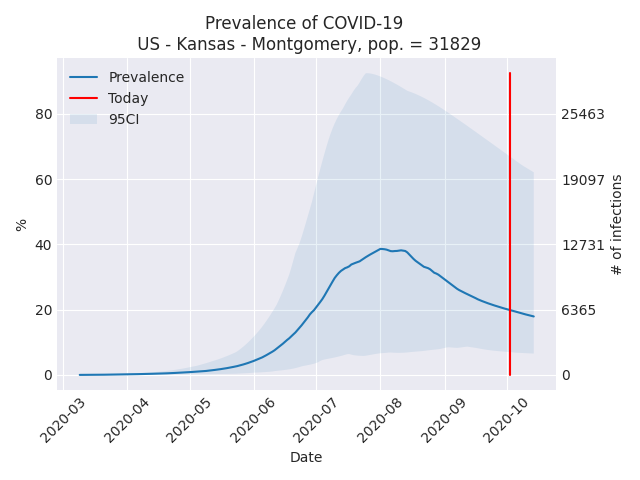 Prevalence of COVID-19
US - Kansas - Montgomery, pop. = 31829
Prevalence
Today
95CI
80
60
40
20
0
%
25463
19097
12731
6365
0
# of infections
2020-03
2020-04
2020-05
2020-06
2020-07
2020-08
2020-09
2020-10
Date